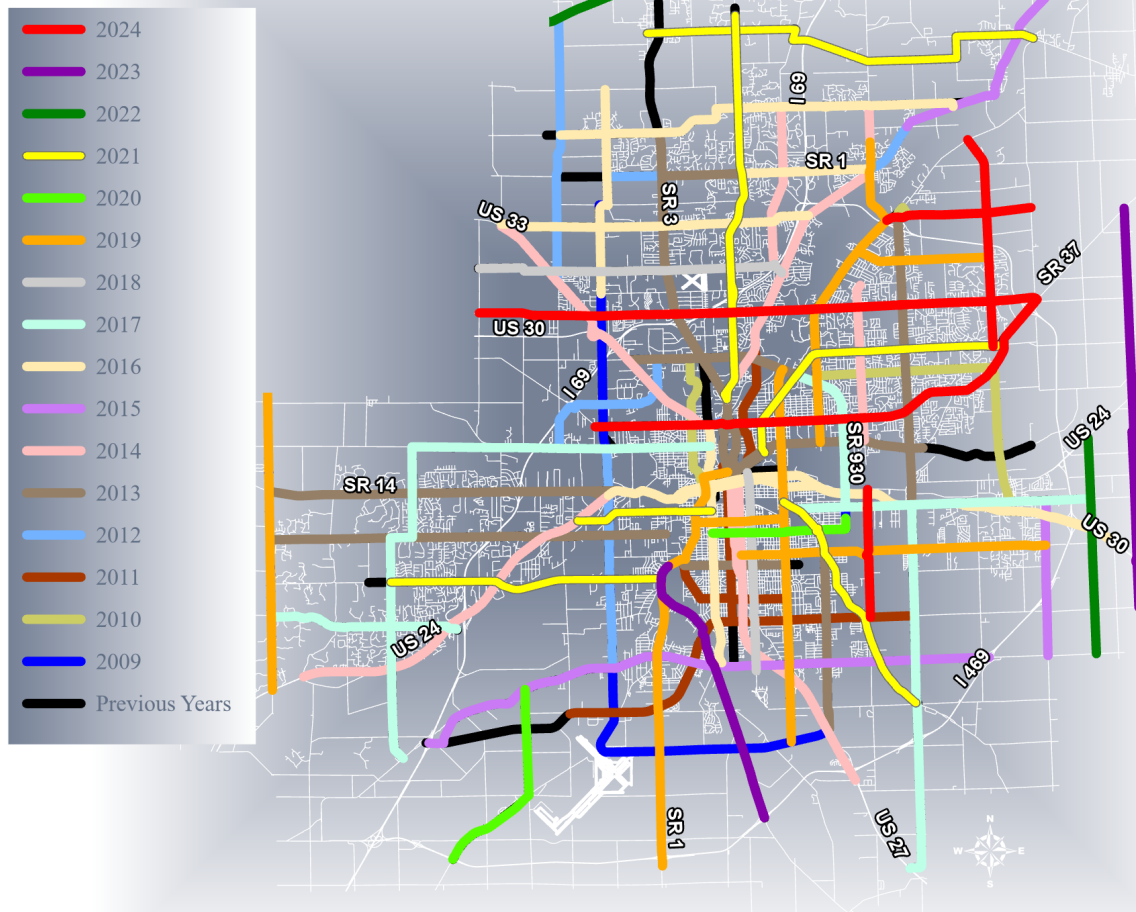 2024
2023
2022
2021
2020
2019
2018
2017
2016
2015
2014
2013
2012
2011
2010
2009
Previous Years
I 69
SR 1
SR 3
US 33
SR 37
US 30
I 69
US 24
SR 930
SR 14
US 30
US 24
I 469
SR 1
US 27
N
W
E
S